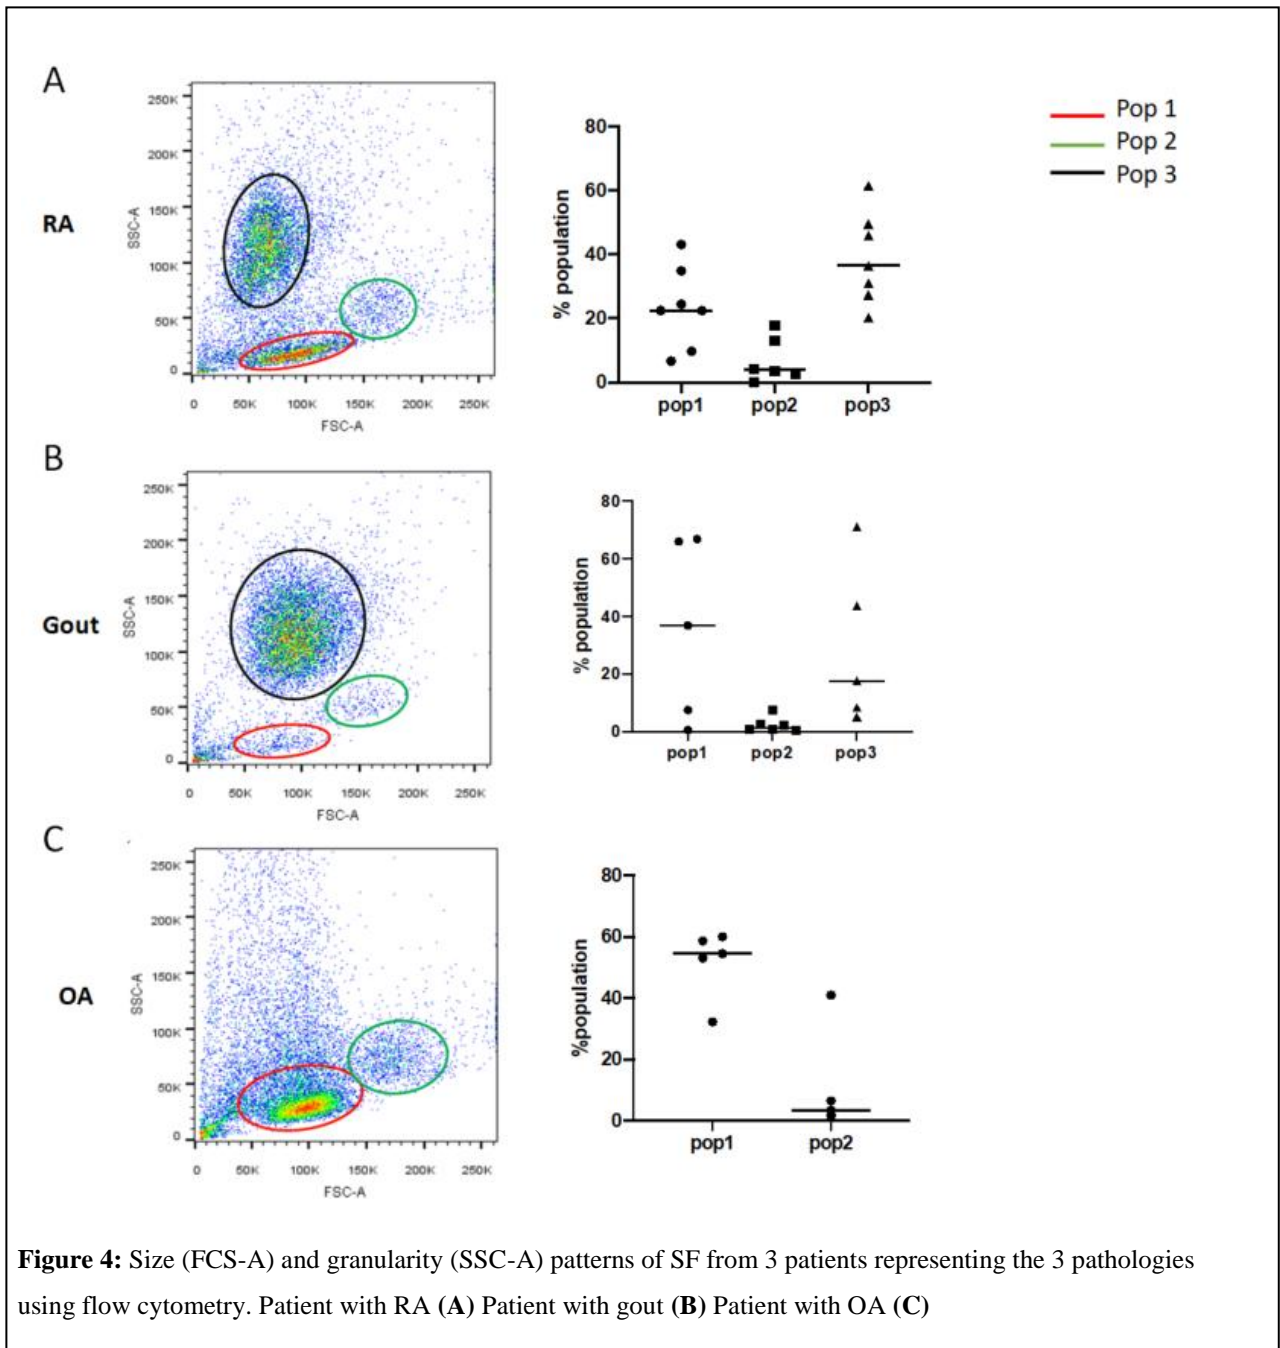 A
RA
250K
200K
150K
100K
50K
0
SSC-A
0 50K 100K 150K 200K 250K
FSC-A
80
60
40
20
0
% population
pop1 pop2 pop3
Pop 1
Pop 2
Pop 3
B
Gout
250K
200K
150K
100K
50K
0
SSC-A
0 50K 100K 150K 200K 250K
FSC-A
80
60
40
20
0
% population
pop1 pop2 pop3
C
OA
250K
200K
150K
100K
50K
0
SSC-A
0 50K 100K 150K 200K 250K
FSC-A
80
60
40
20
0
%population
pop1 pop2
Figure 4: Size (FCS-A) and granularity (SSC-A) patterns of SF from 3 patients representing the 3 pathologies
using flow cytometry. Patient with RA (A) Patient with gout (B) Patient with OA (C)